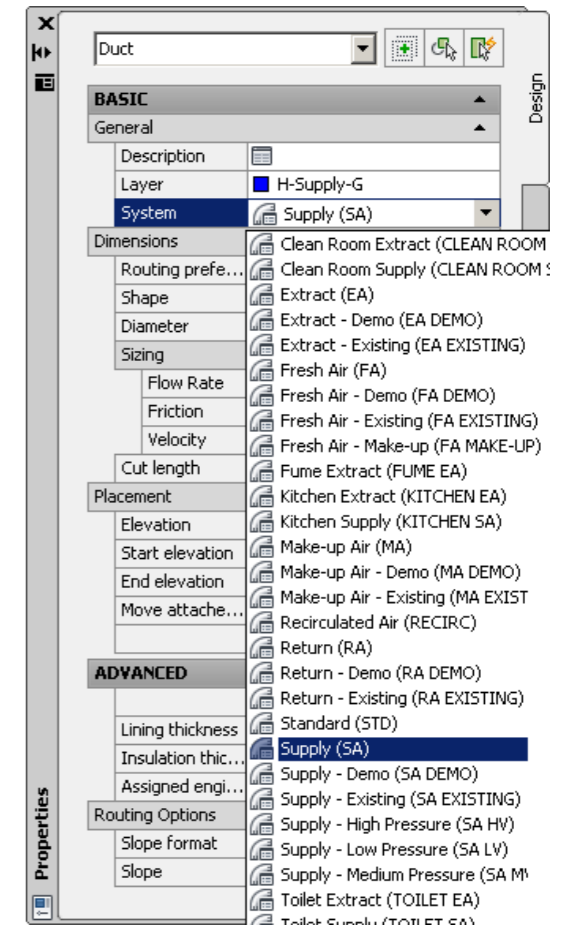 Duct
Design
BASIC
General
Description
Layer H-Supply-G
System Supply (SA)
Dimensions
Routing prefe...
Shape
Diameter
Sizing
Flow Rate
Friction
Velocity
Cut length
Placement
Elevation
Start elevation
End elevation
Move attache...
ADVANCED
Lining thickness
Insulation thic...
Assigned engi...
Routing Options
Slope format
Slope
Clean Room Extract (CLEAN ROOM
Clean Room Supply (CLEAN ROOM
Extract (EA)
Extract - Demo (EA DEMO)
Extract - Existing (EA EXISTING)
Fresh Air (FA)
Fresh Air - Demo (FA DEMO)
Fresh Air - Existing (FA EXISTING)
Fresh Air - Make-up (FA MAKE-UP)
Fume Extract (FUME EA)
Kitchen Extract (KITCHEN EA)
Kitchen Supply (KITCHEN SA)
Make-up Air (MA)
Make-up Air - Demo (MA DEMO)
Make-up Air - Existing (MA EXIST
Recirculated Air (RECIRC)
Return (RA)
Return - Demo (RA DEMO)
Return - Existing (RA EXISTING)
Standard (STD)
Supply (SA)
Supply - Demo (SA DEMO)
Supply - Existing (SA EXISTING)
Supply - High Pressure (SA HV)
Supply - Low Pressure (SA LV)
Supply - Medium Pressure (SA
Toilet Extract (TOILET EA)
Toilet Supply (TOILET SA)
Properties